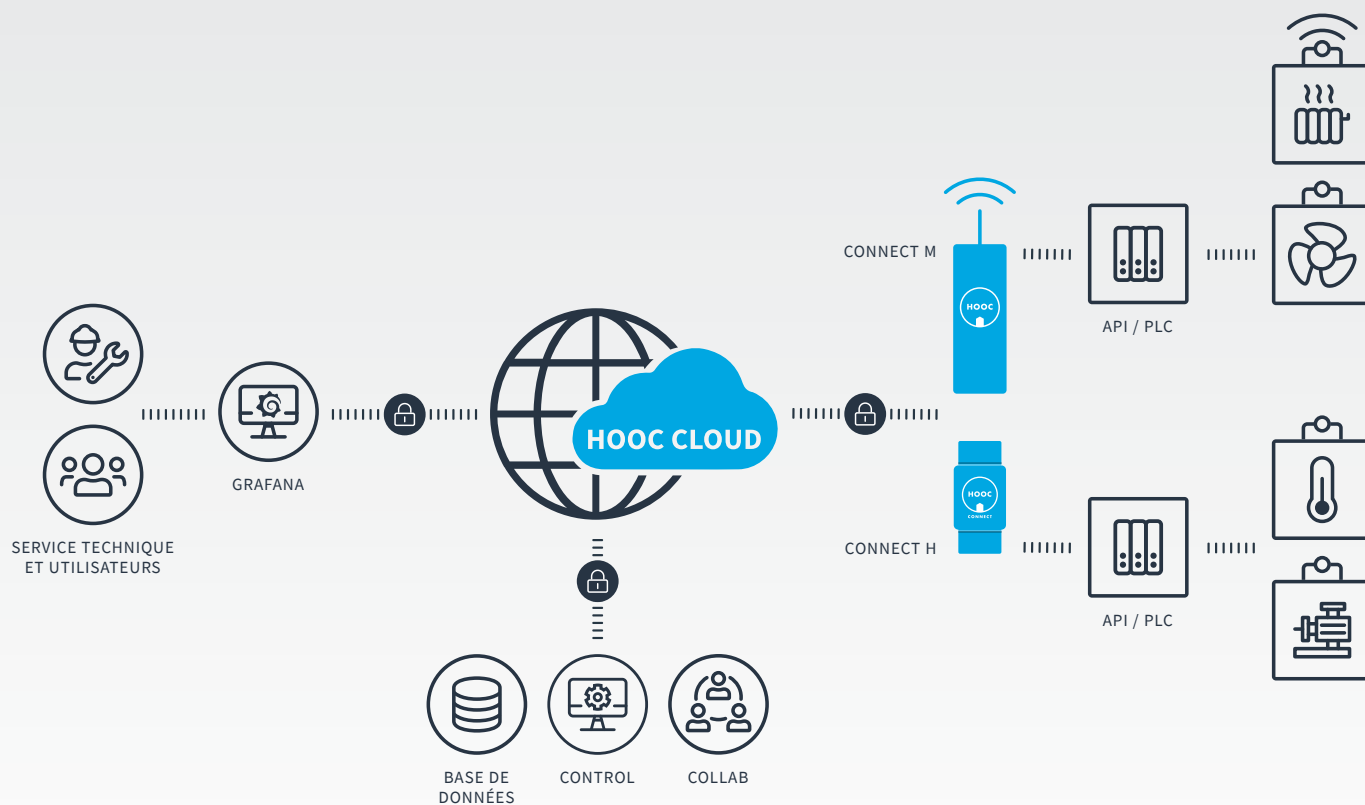 CONNECT M
HOOC
API / PLC
HOOC CLOUD
GRAFANA
HOOC
CONNECT
SERVICE TECHNIQUE
ET UTILISATEURS
CONNECT H
API / PLC
BASE DE
DONNÉES
CONTROL
COLLAB